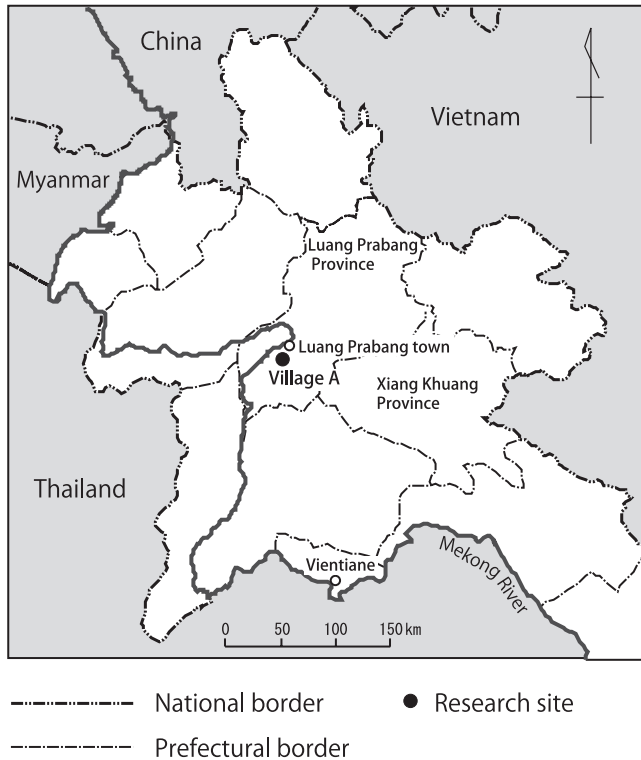 China
Vietnam
Myanmar
Luang Prabang
Province
Luang Prabang town
Village A
Xiang Khuang
Province
Thailand
Vientiane
Mekong River
0 50 100 150 km
National border
Research site
Prefectural border